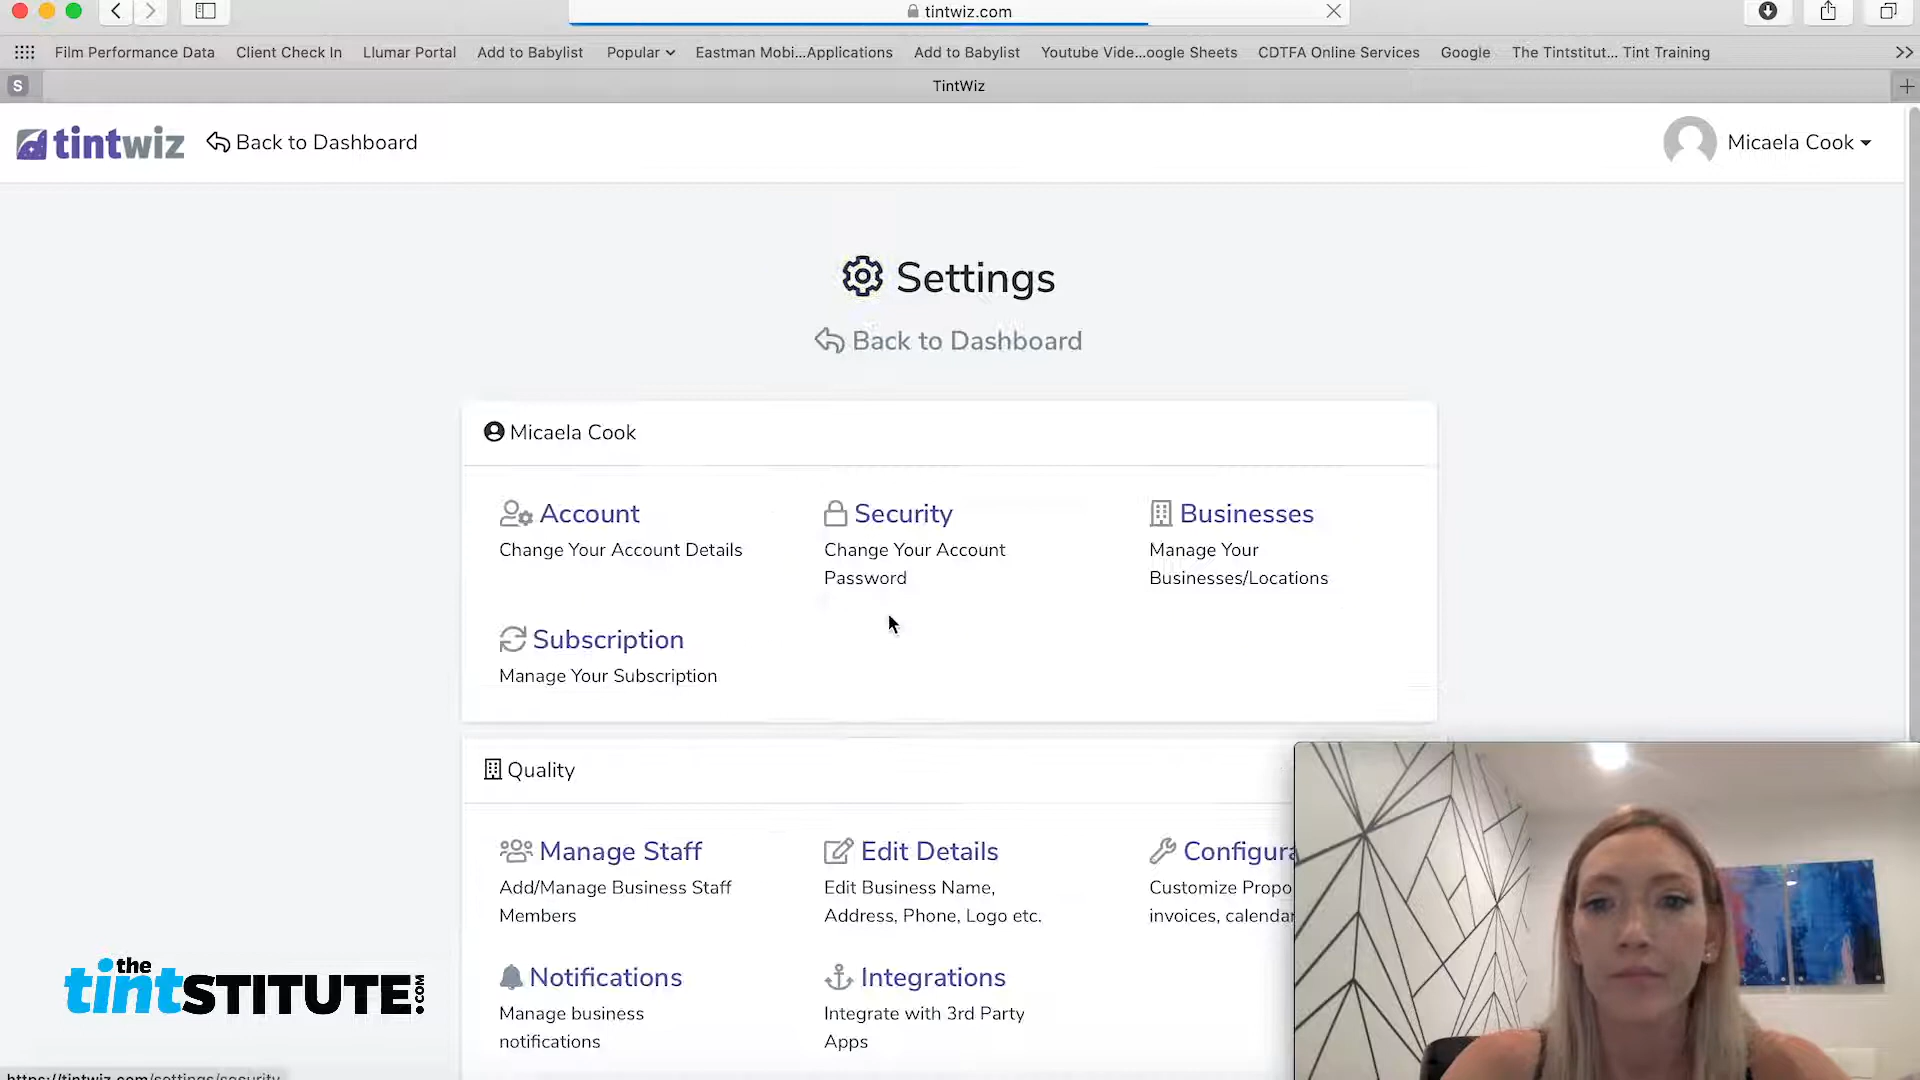 tintwiz.com
Film Performance Data
Client Check In
Llumar Portal
Add to Babylist
Popular
Eastman Mobi...Applications
Add to Babylist
Youtube Vide...oogle Sheets
CDTFA Online Services
Google
The Tintstitut... Tint Training
S
TintWiz
tintwiz
Back to Dashboard
Micaela Cook
Settings
Back to Dashboard
Micaela Cook
Account
Change Your Account Details
Security
Change Your Account
Password
Businesses
Manage Your
Businesses/Locations
Subscription
Manage Your Subscription
Quality
Manage Staff
Add/Manage Business Staff
Members
Edit Details
Edit Business Name,
Address, Phone, Logo etc.
Configura
Customize Propo
invoices, calendar
Notifications
Manage business
notifications
Integrations
Integrate with 3rd Party
Apps
the
tintSTITUTE.COM
https://tintwiz.com/settings/security